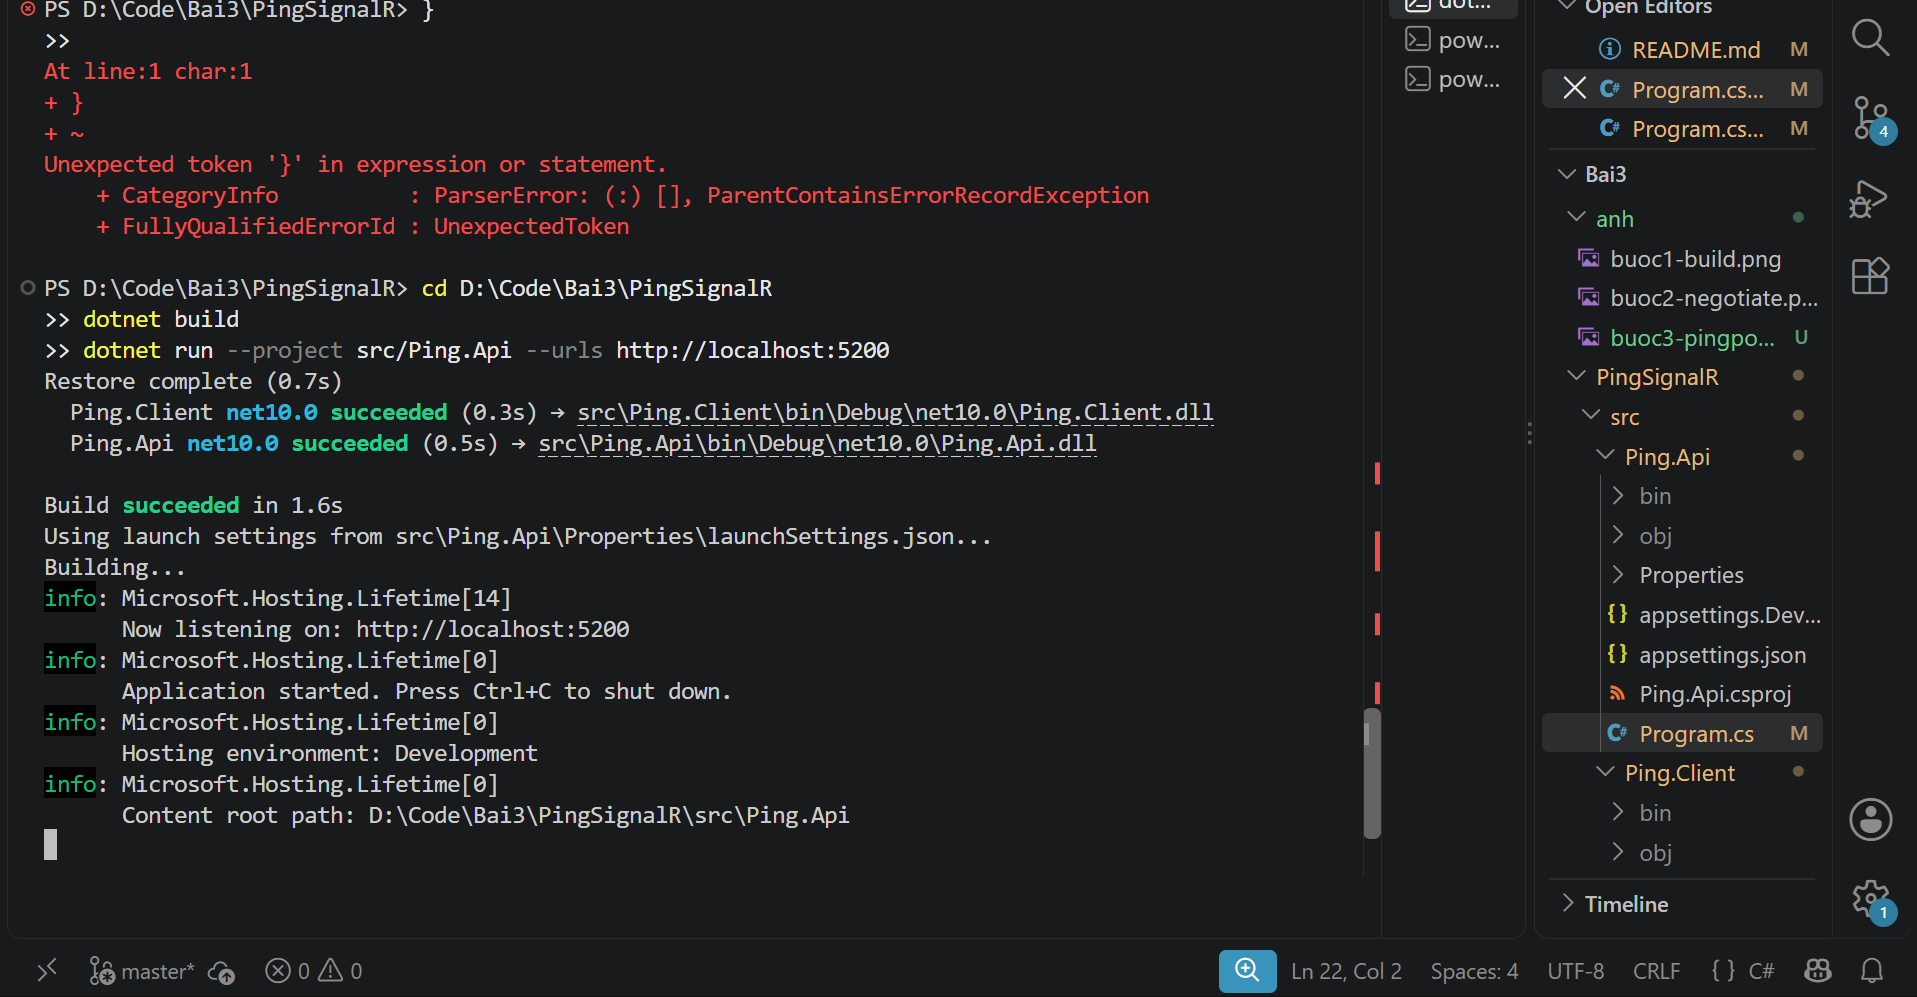 PS D:\Code\Bai3\PingSignalR> }
>>
At line:1 char:1
+ }
+ ~
Unexpected token '}' in expression or statement.
    + CategoryInfo          : ParserError: (:) [], ParentContainsErrorRecordException
    + FullyQualifiedErrorId : UnexpectedToken
PS D:\Code\Bai3\PingSignalR> cd D:\Code\Bai3\PingSignalR
>> dotnet build
>> dotnet run --project src/Ping.Api --urls http://localhost:5200
Restore complete (0.7s)
  Ping.Client net10.0 succeeded (0.3s) → src\Ping.Client\bin\Debug\net10.0\Ping.Client.dll
  Ping.Api net10.0 succeeded (0.5s) → src\Ping.Api\bin\Debug\net10.0\Ping.Api.dll
Build succeeded in 1.6s
Using launch settings from src\Ping.Api\Properties\launchSettings.json...
Building...
info: Microsoft.Hosting.Lifetime[14]
      Now listening on: http://localhost:5200
info: Microsoft.Hosting.Lifetime[0]
      Application started. Press Ctrl+C to shut down.
info: Microsoft.Hosting.Lifetime[0]
      Hosting environment: Development
info: Microsoft.Hosting.Lifetime[0]
      Content root path: D:\Code\Bai3\PingSignalR\src\Ping.Api
dot...
pow...
pow...
Open Editors
README.md M
C# Program.cs... M
C# Program.cs... M
Bai3
anh
buoc1-build.png
buoc2-negotiate.p...
buoc3-pingpo... U
PingSignalR
src
Ping.Api
bin
obj
Properties
{} appsettings.Dev...
{} appsettings.json
Ping.Api.csproj
C# Program.cs M
Ping.Client
bin
obj
Timeline
4
1
master* 0 0 Ln 22, Col 2 Spaces: 4 UTF-8 CRLF {} C#